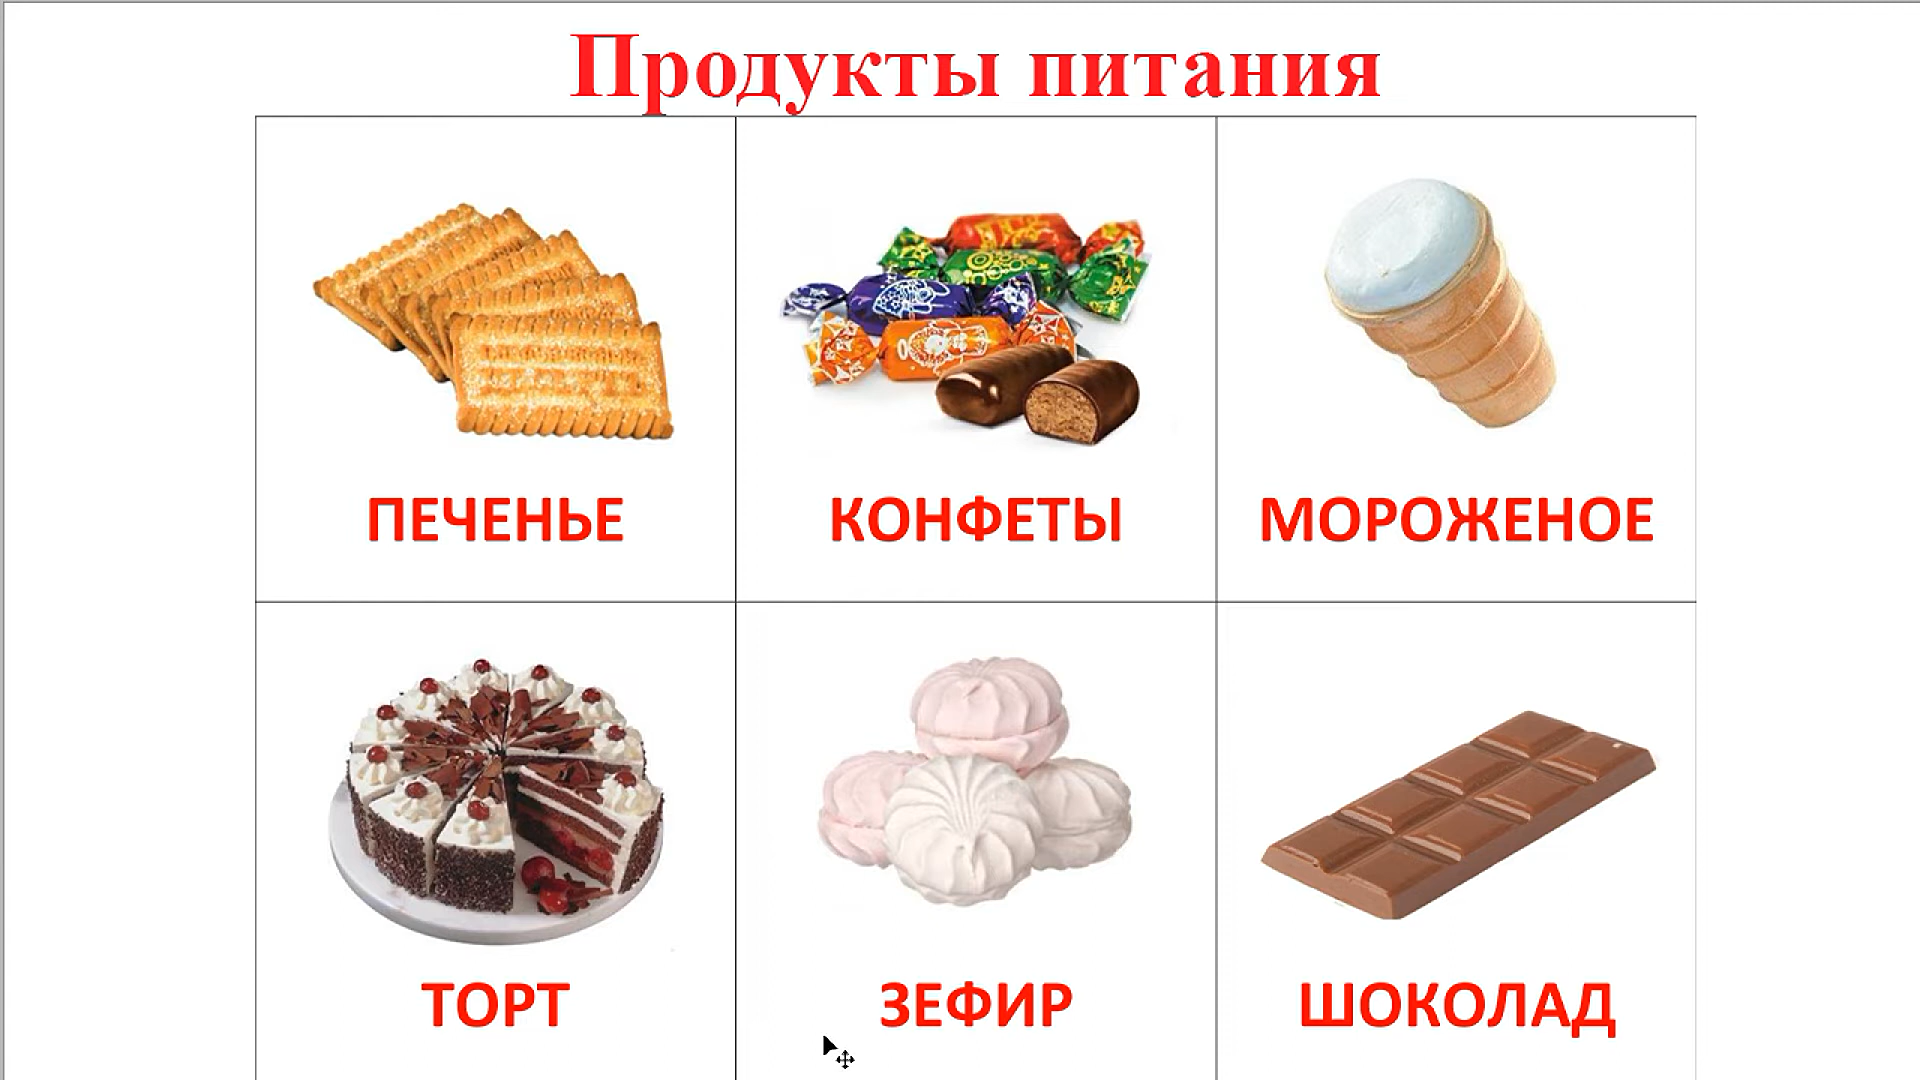 Продукты питания
ПЕЧЕНЬЕ
КОНФЕТЫ
МОРОЖЕНОЕ
ТОРТ
ЗЕФИР
ШОКОЛАД